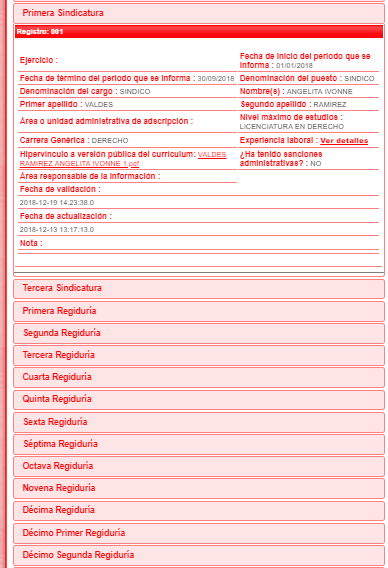 Primera Sindicatura
Registro: 001
Ejercicio :
Fecha de inicio del periodo que se informa : 01/01/2018
Fecha de término del periodo que se informa : 30/09/2018
Denominación del puesto : SINDICO
Denominación del cargo : SINDICO
Nombre(s) : ANGELITA IVONNE
Primer apellido : VALDES
Segundo apellido : RAMIREZ
Área o unidad administrativa de adscripción :
Nivel máximo de estudios : LICENCIATURA EN DERECHO
Carrera Genérica : DERECHO
Experiencia laboral : Ver detalles
Hipervínculo a versión pública del currículum: VALDES RAMIREZ ANGELITA IVONNE 1.pdf
¿Ha tenido sanciones administrativas? : NO
Área responsable de la información :
Fecha de validación :
2018-12-19 14:23:38.0
Fecha de actualización :
2018-12-13 13:17:13.0
Nota :
Tercera Sindicatura
Primera Regiduría
Segunda Regiduría
Tercera Regiduría
Cuarta Regiduría
Quinta Regiduría
Sexta Regiduría
Séptima Regiduría
Octava Regiduría
Novena Regiduría
Décima Regiduría
Décimo Primer Regiduría
Décimo Segunda Regiduría